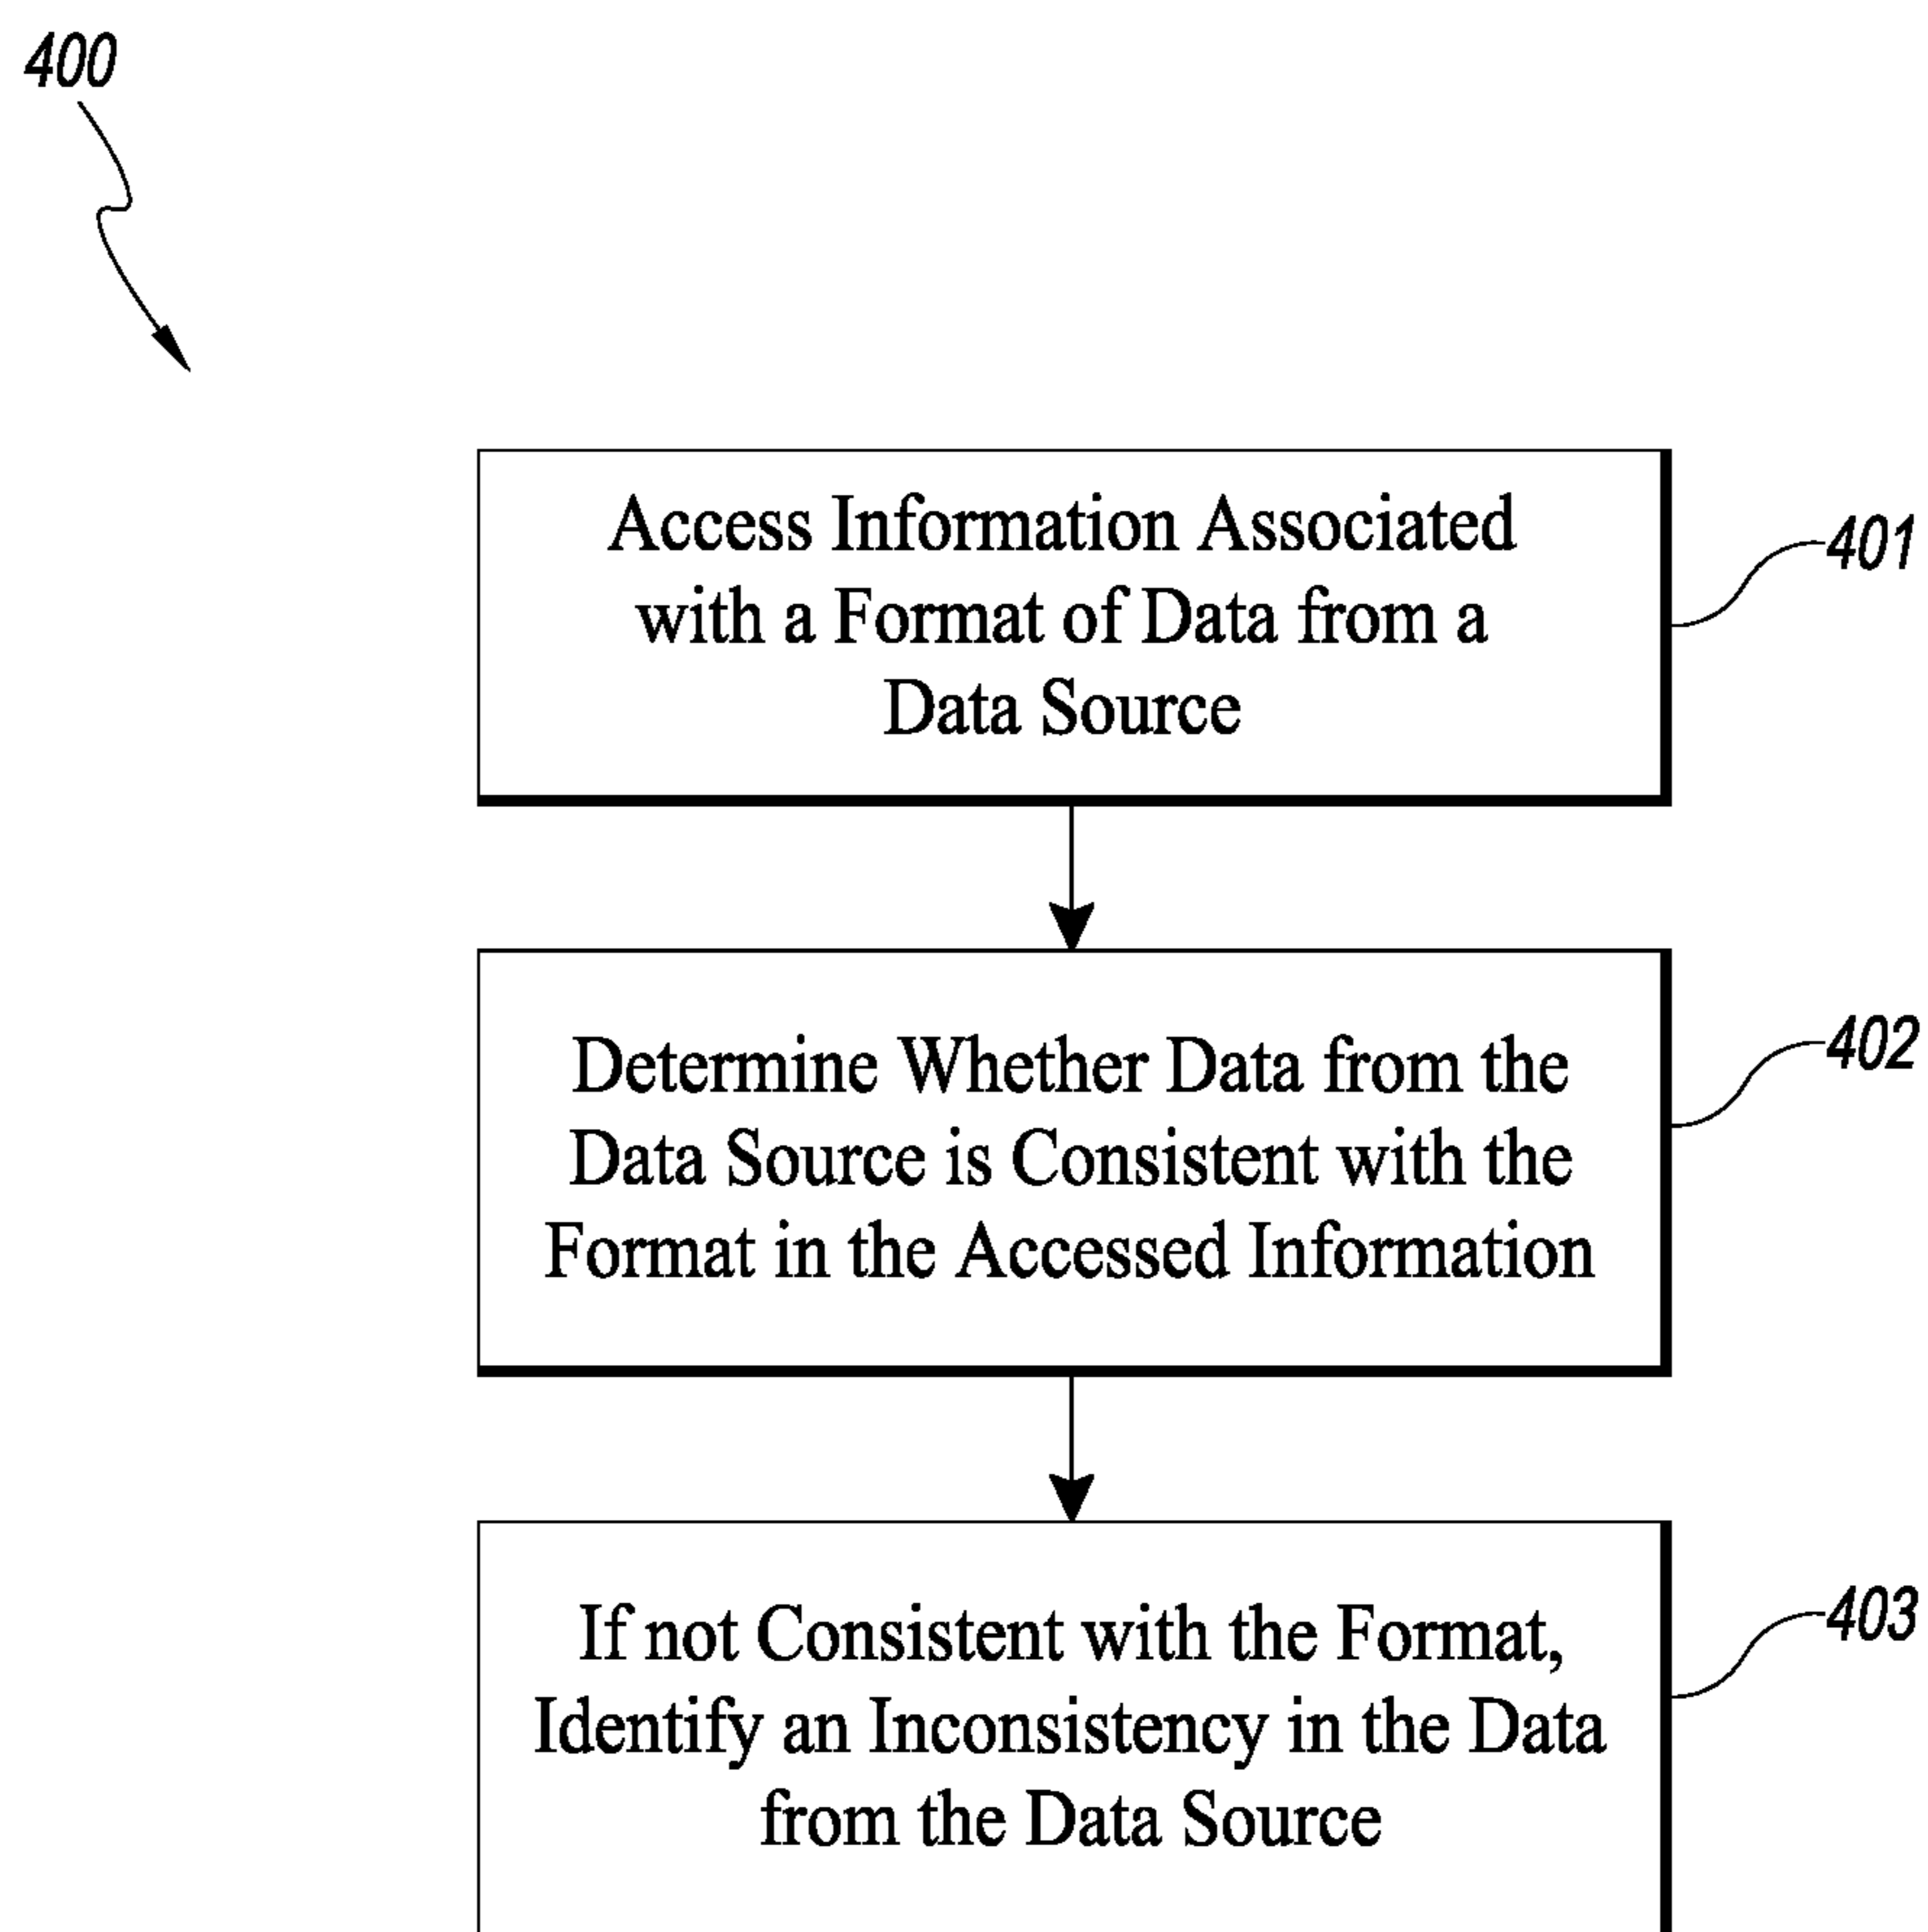 400
Access Information Associated
with a Format of Data from a
Data Source
401
Determine Whether Data from the
Data Source is Consistent with the
Format in the Accessed Information
402
If not Consistent with the Format,
Identify an Inconsistency in the Data
from the Data Source
403